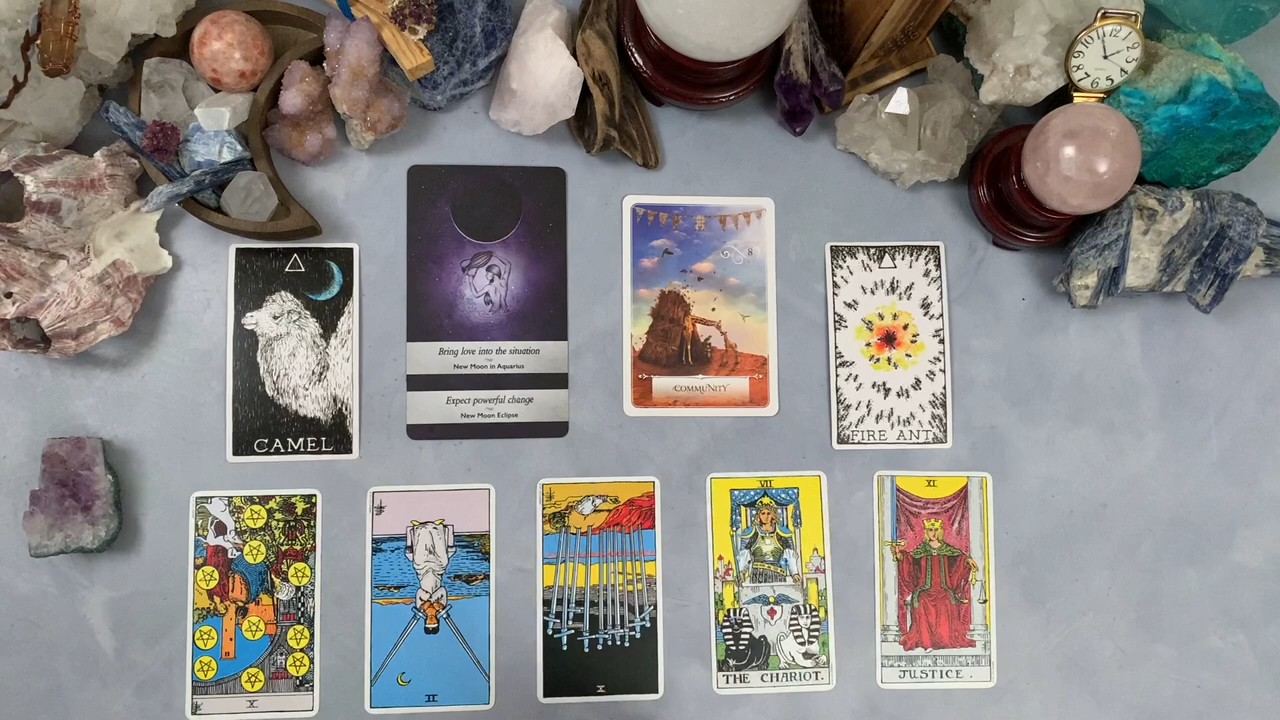 CAMEL
Bring love into the situation
New Moon in Aquarius
Expect powerful change
New Moon Eclipse
8
COMMUNITY
FIRE ANT
X
II
X
VII
THE CHARIOT.
XI
JUSTICE .